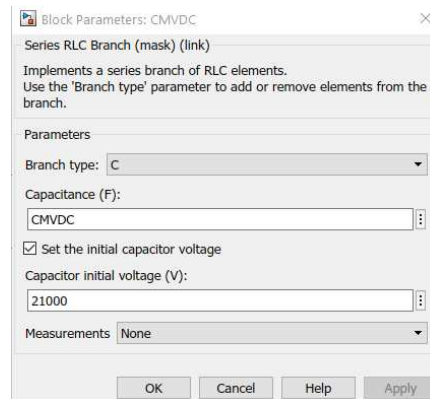 Block Parameters: CMVDC
Series RLC Branch (mask) (link)
Implements a series branch of RLC elements.
Use the 'Branch type' parameter to add or remove elements from the
branch.
Parameters
Branch type: C
Capacitance (F):
CMVDC
Set the initial capacitor voltage
Capacitor initial voltage (V):
21000
Measurements None
OK Cancel Help Apply